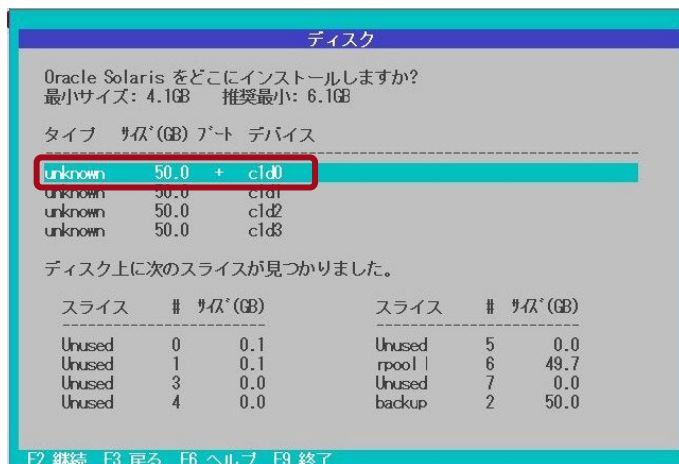 ディスク
Oracle Solaris をどこにインストールしますか?
最小サイズ: 4.1GB 推奨最小: 6.1GB
タイプ ｻｲｽﾞ(GB) ﾌﾞｰﾄ デバイス
unknown 50.0 + c1d0
unknown 50.0 c1d1
unknown 50.0 c1d2
unknown 50.0 c1d3
ディスク上に次のスライスが見つかりました。
スライス # ｻｲｽﾞ(GB) スライス # ｻｲｽﾞ(GB)
Unused 0 0.1 Unused 5 0.0
Unused 1 0.1 rpool | 6 49.7
Unused 3 0.0 Unused 7 0.0
Unused 4 0.0 backup 2 50.0
F2 継続 F3 戻る F6 ヘルプ F9 終了